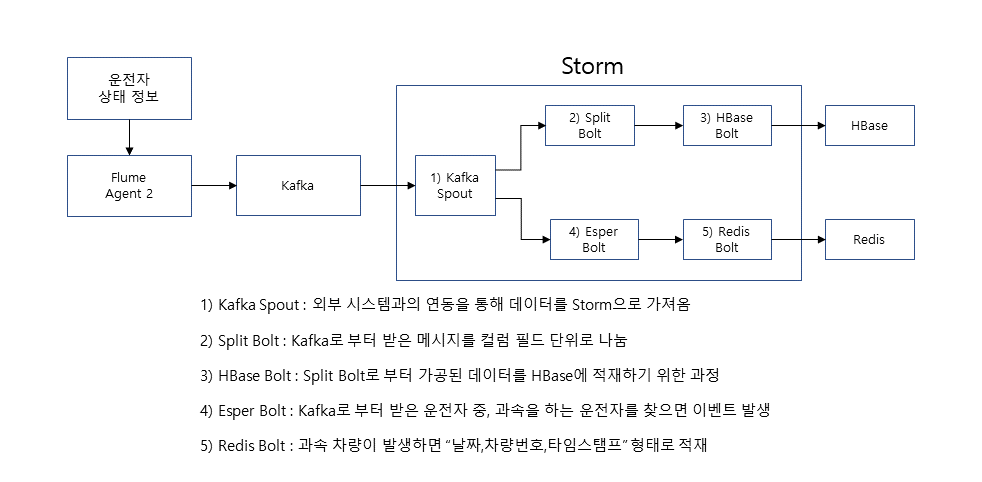 Storm
운전자
상태 정보
Flume
Agent 2
Kafka
1) Kafka
Spout
2) Split
Bolt
3) HBase
Bolt
HBase
4) Esper
Bolt
5) Redis
Bolt
Redis
1) Kafka Spout : 외부 시스템과의 연동을 통해 데이터를 Storm으로 가져옴
2) Split Bolt : Kafka로 부터 받은 메시지를 컬럼 필드 단위로 나눔
3) HBase Bolt : Split Bolt로 부터 가공된 데이터를 HBase에 적재하기 위한 과정
4) Esper Bolt : Kafka로 부터 받은 운전자 중, 과속을 하는 운전자를 찾으면 이벤트 발생
5) Redis Bolt : 과속 차량이 발생하면 “날짜,차량번호,타임스탬프” 형태로 적재